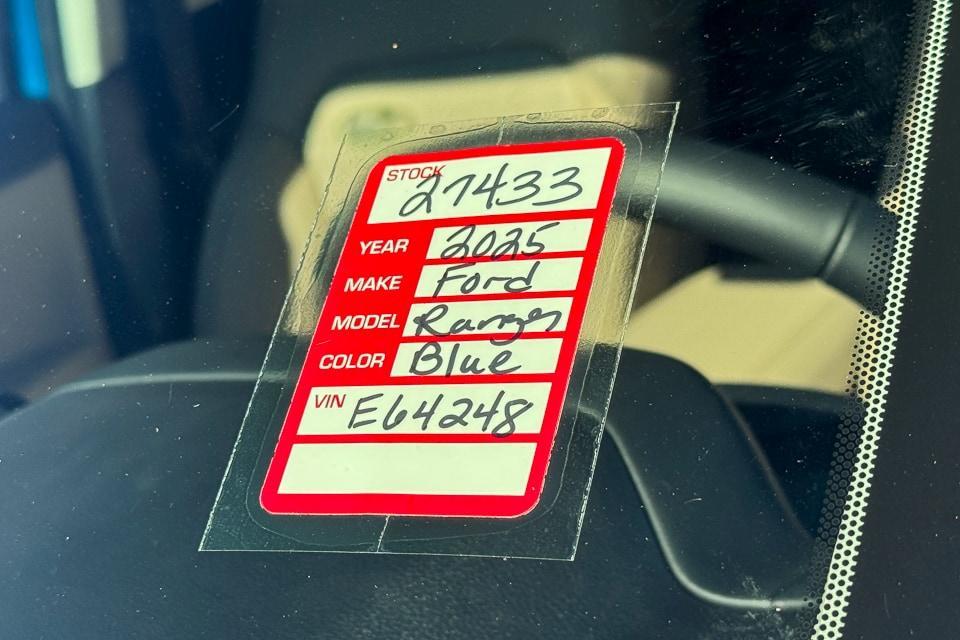 STOCK 27433
YEAR 2025
MAKE Ford
MODEL Ranger
COLOR Blue
VIN E64248